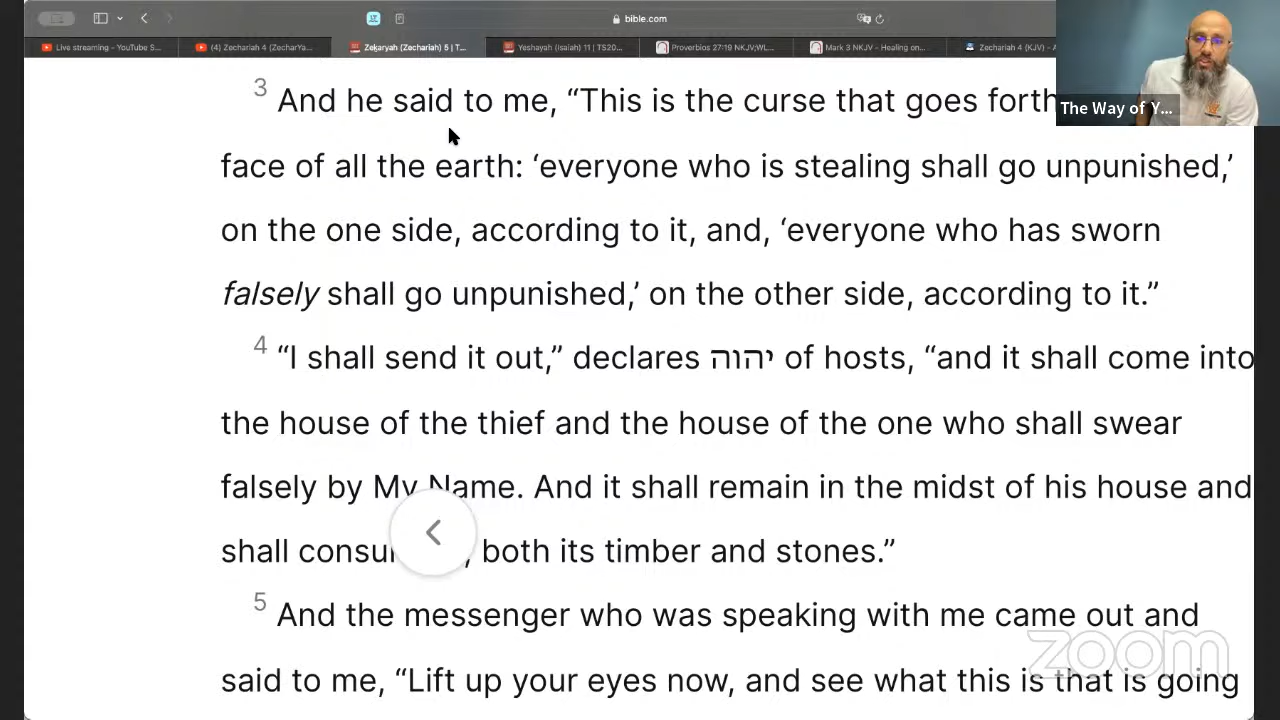 bible.com
Live streaming - YouTube S...
(4) Zechariah 4 (ZecharYa...
Zeḵaryah (Zechariah) 5 | T...
Yeshayah (Isaiah) 11 | TS20...
Proverbios 27:19 NKJV;WL...
Mark 3 NKJV - Healing on...
Zechariah 4 (KJV) - A
The Way of Y...
3 And he said to me, “This is the curse that goes forth
face of all the earth: ‘everyone who is stealing shall go unpunished,’
on the one side, according to it, and, ‘everyone who has sworn
falsely shall go unpunished,’ on the other side, according to it.”
4 “I shall send it out,” declares יהוה of hosts, “and it shall come into
the house of the thief and the house of the one who shall swear
falsely by My Name. And it shall remain in the midst of his house and
shall consu , both its timber and stones.”
5 And the messenger who was speaking with me came out and
said to me, “Lift up your eyes now, and see what this is that is going
zoom